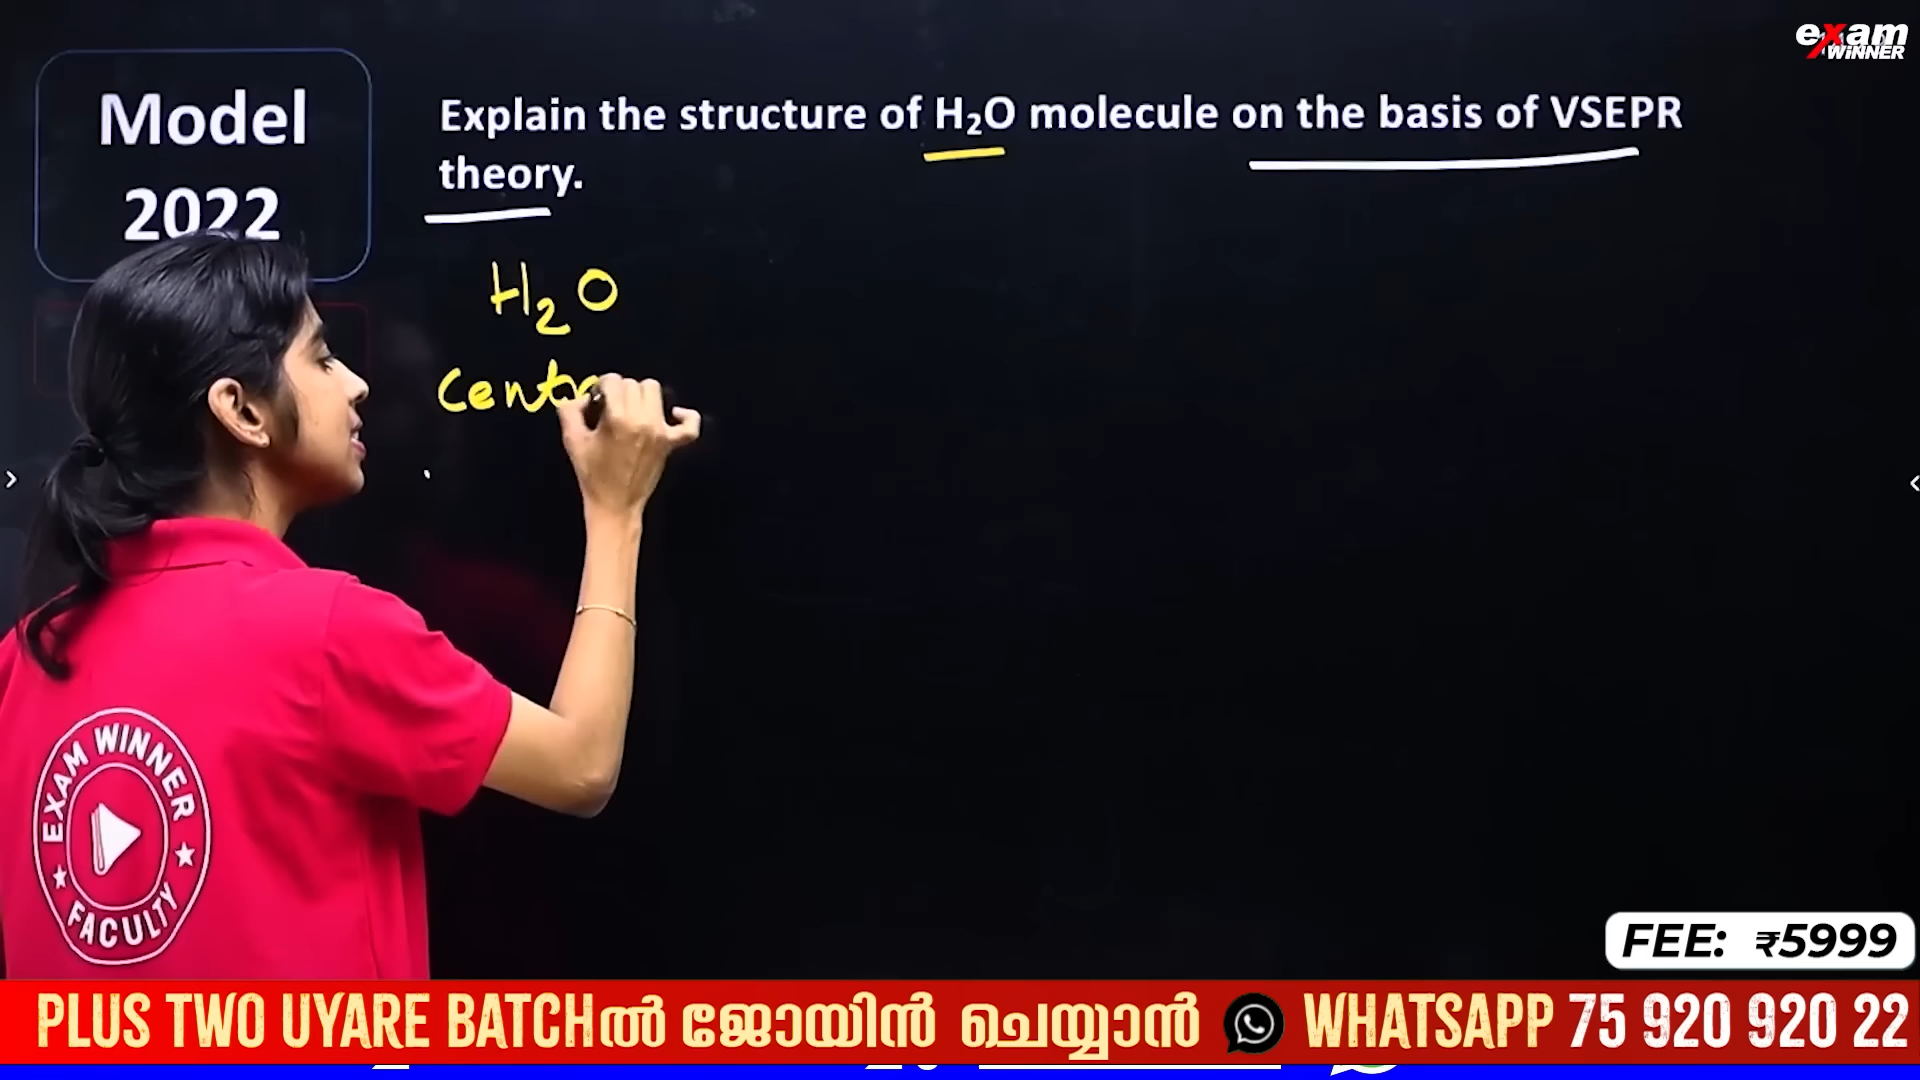 exam
WINNER
Model
2022
Explain the structure of H₂O molecule on the basis of VSEPR
theory.
H₂O
Centra
EXAM WINNER
FACULTY
FEE: ₹5999
PLUS TWO UYARE BATCHൽ ജോയിൻ ചെയ്യാൻ WHATSAPP 75 920 920 22